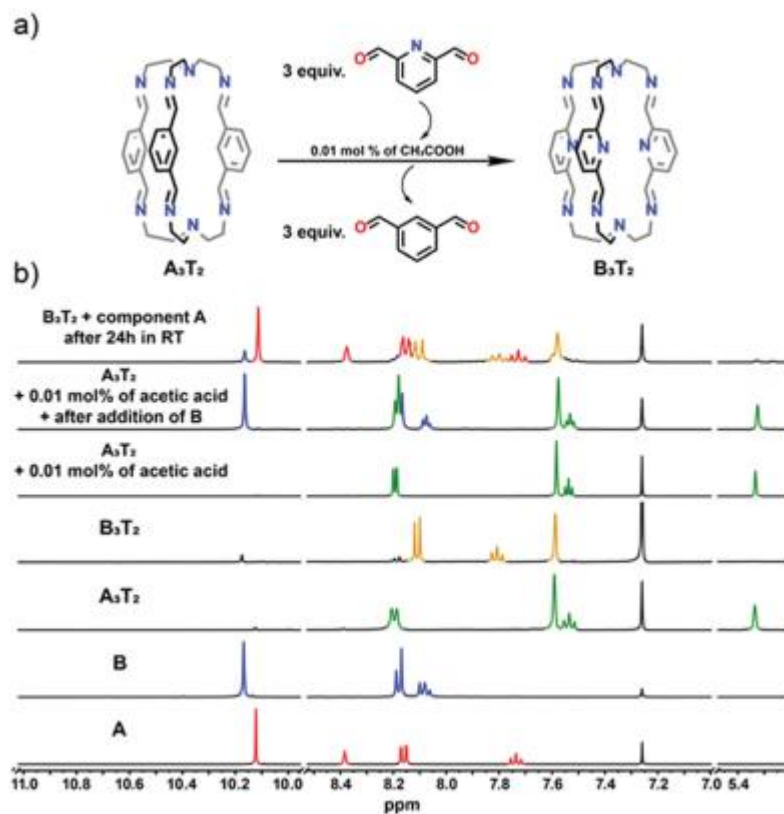 a)
N N N N N N
O N O
3 equiv.
0.01 mol % of CH₃COOH
O O
3 equiv.
N N N N N
A₃T₂
N N N N N N
N N N
N N N N N
B₃T₂
b)
B₃T₂ + component A
after 24h in RT
A₃T₂
+ 0.01 mol% of acetic acid
+ after addition of B
A₃T₂
+ 0.01 mol% of acetic acid
B₃T₂
A₃T₂
B
A
11.0 10.8 10.6 10.4 10.2 10.0 8.4 8.2 8.0 7.8 7.6 7.4 7.2 7.0 5.4
ppm